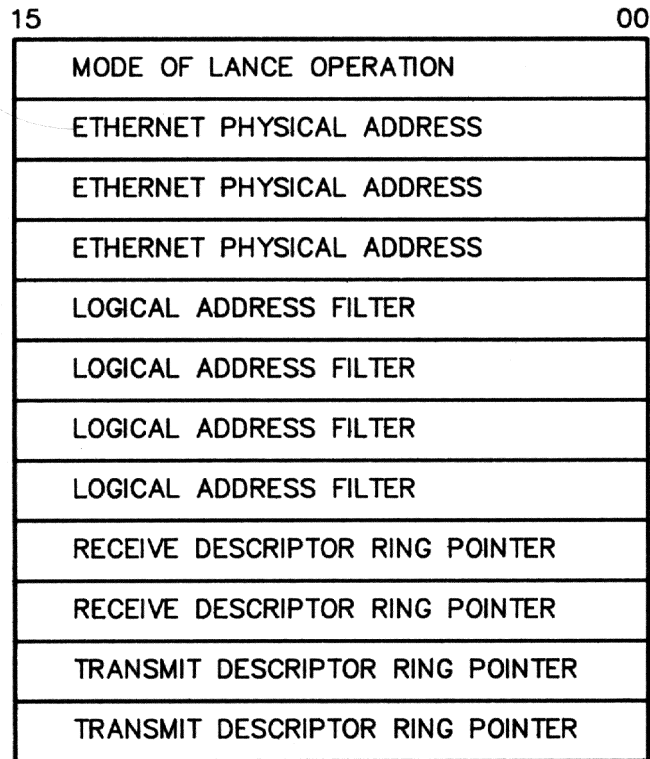 15 00
MODE OF LANCE OPERATION
ETHERNET PHYSICAL ADDRESS
ETHERNET PHYSICAL ADDRESS
ETHERNET PHYSICAL ADDRESS
LOGICAL ADDRESS FILTER
LOGICAL ADDRESS FILTER
LOGICAL ADDRESS FILTER
LOGICAL ADDRESS FILTER
RECEIVE DESCRIPTOR RING POINTER
RECEIVE DESCRIPTOR RING POINTER
TRANSMIT DESCRIPTOR RING POINTER
TRANSMIT DESCRIPTOR RING POINTER